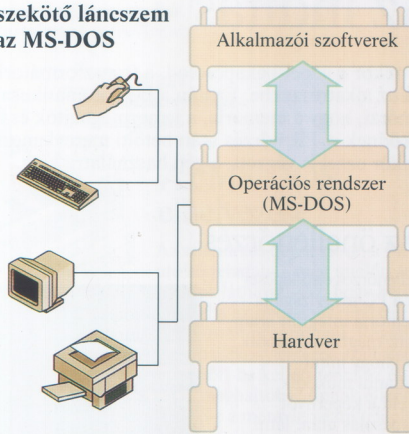 szekötő láncszem
az MS-DOS
Alkalmazói szoftverek
Operációs rendszer
(MS-DOS)
Hardver